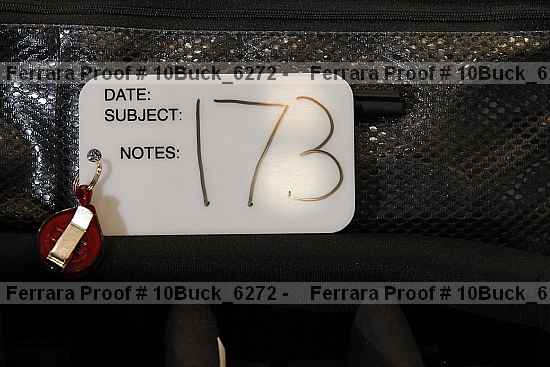 Ferrara Proof # 10Buck_6272 - Ferrara Proof # 10Buck_6
DATE:
SUBJECT:
173
NOTES:
Ferrara Proof # 10Buck_6272 - Ferrara Proof # 10Buck_6